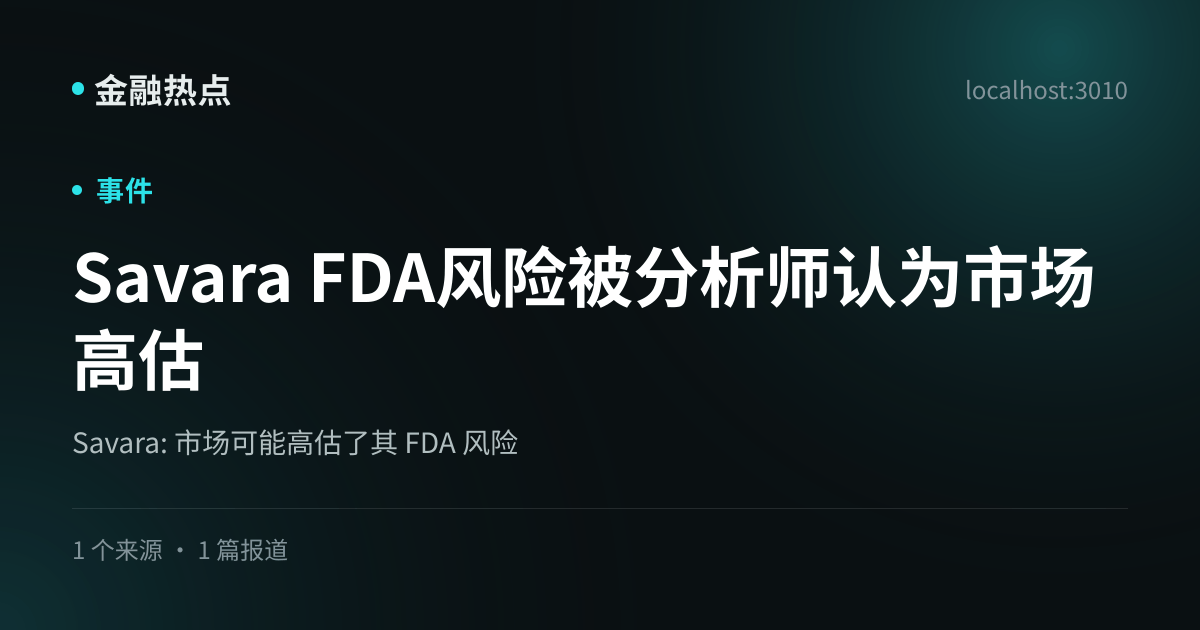 金融热点
localhost:3010
事件
Savara FDA风险被分析师认为市场
高估
Savara: 市场可能高估了其 FDA 风险
1 个来源 · 1 篇报道